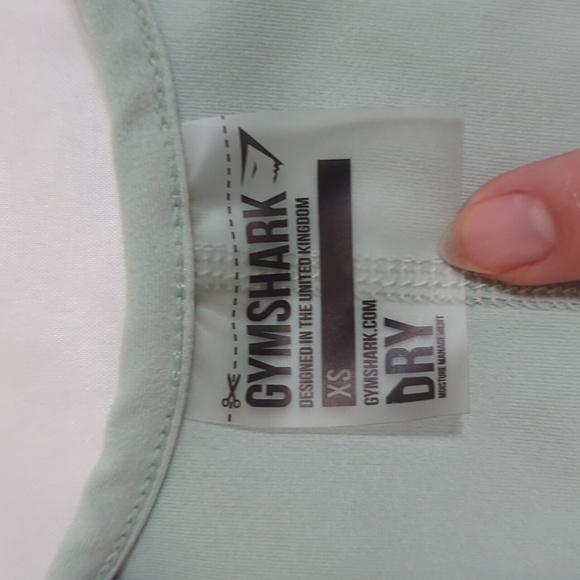 GYMSHARK
DESIGNED IN THE UNITED KINGDOM
XS
GYMSHARK.COM
DRY
MOISTURE MANAGEMENT